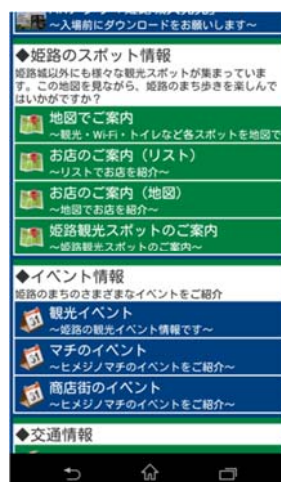 ～入場前にダウンロードをお願いします～
◆姫路のスポット情報
姫路城以外にも様々な観光スポットが集まっていま
す。この地図を見ながら、姫路のまち歩きを楽しんで
はいかがですか？
地図でご案内
～観光・Wi-Fi・トイレなど各スポットを地図で
お店のご案内（リスト）
～リストでお店を紹介～
お店のご案内（地図）
～地図でお店を紹介～
姫路観光スポットのご案内
～姫路観光スポットのご案内～
◆イベント情報
姫路のまちのさまざまなイベントをご紹介
31 観光イベント
～姫路の観光イベント情報です～
31 マチのイベント
～ヒメジノマチのイベントをご紹介～
31 商店街のイベント
～ヒメジノマチのイベントをご紹介～
◆交通情報